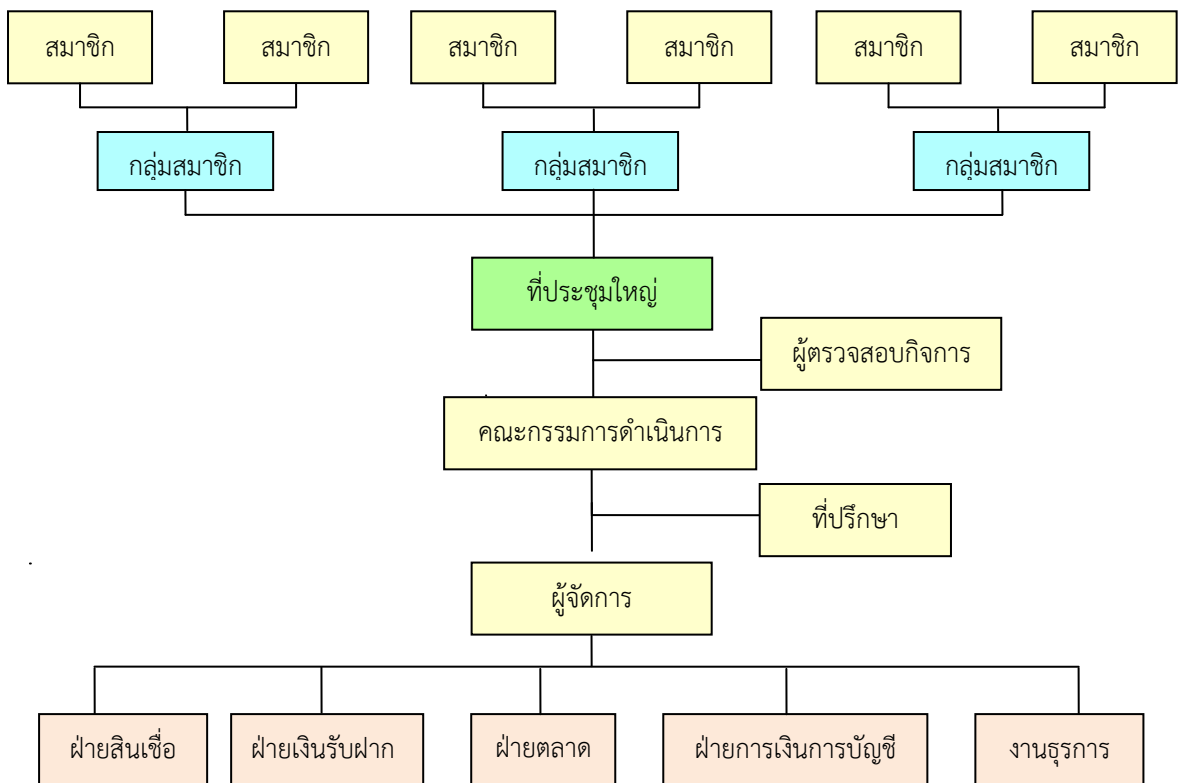 สมาชิก
สมาชิก
สมาชิก
สมาชิก
สมาชิก
สมาชิก
กลุ่มสมาชิก
กลุ่มสมาชิก
กลุ่มสมาชิก
ที่ประชุมใหญ่
ผู้ตรวจสอบกิจการ
คณะกรรมการดำเนินการ
ที่ปรึกษา
ผู้จัดการ
ฝ่ายสินเชื่อ
ฝ่ายเงินรับฝาก
ฝ่ายตลาด
ฝ่ายการเงินการบัญชี
งานธุรการ